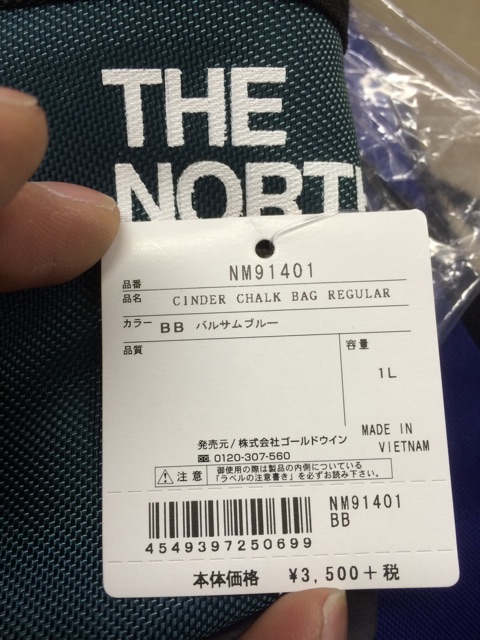 THE
NORTH
品番 NM91401
品名 CINDER CHALK BAG REGULAR
カラー BB バルサムブルー
品質
容量
1L
発売元/株式会社ゴールドウイン
0120-307-560
MADE IN
VIETNAM
注意 御使用の際は製品の内側についている
「ラベルの注意書き」を必ずお読み下さい。
NM91401
BB
4549397250699
本体価格 ¥3,500+税